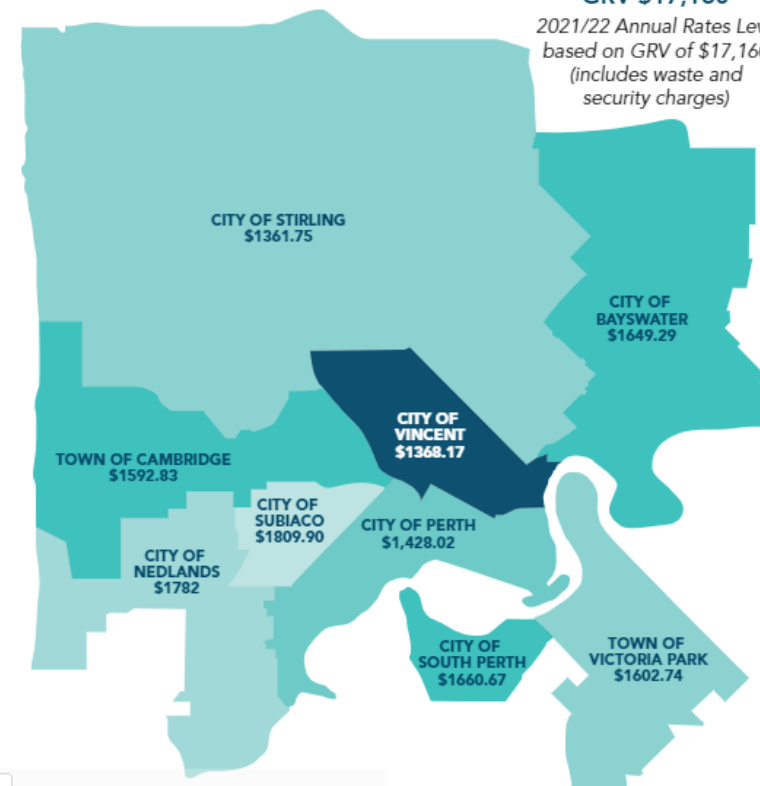 2021/22 Annual Rates
based on GRV of
(includes waste and
security charges)
CITY OF STIRLING
$1361.75
CITY OF
BAYSWATER
$1649.29
CITY OF
VINCENT
$1368.17
TOWN OF CAMBRIDGE
$1592.83
CITY OF
SUBIACO
$1809.90
CITY OF PERTH
$1,428.02
CITY OF
NEDLANDS
$1782
CITY OF
SOUTH PERTH
$1660.67
TOWN OF
VICTORIA PARK
$1602.74